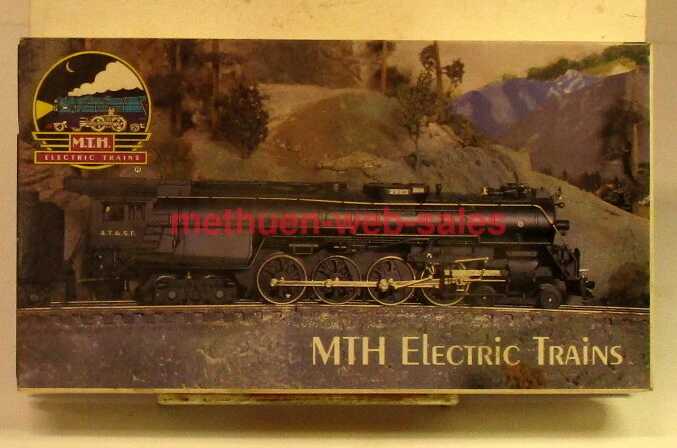 M.T.H.
ELECTRIC TRAINS
®
methuen-web-sales
A.T.& S.F.
MTH ELECTRIC TRAINS